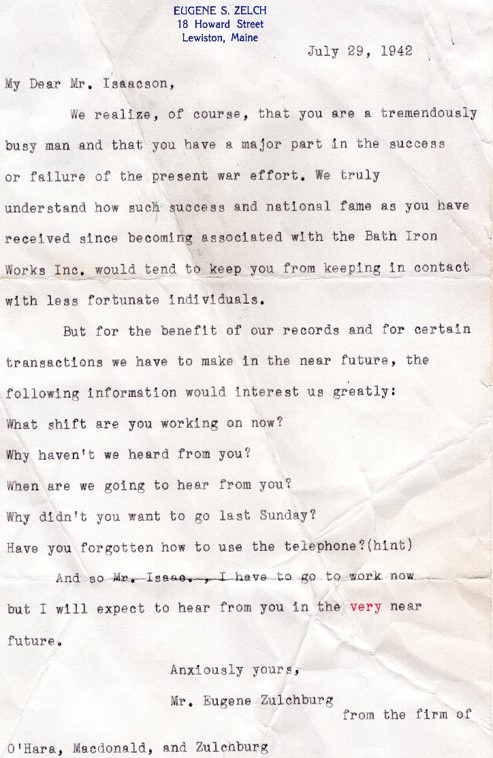 EUGENE S. ZELCH
18 Howard Street
Lewiston, Maine
July 29, 1942
My Dear Mr. Isaacson,
We realize, of course, that you are a tremendously
busy man and that you have a major part in the success
or failure of the present war effort. We truly
understand how such success and national fame as you have
received since becoming associated with the Bath Iron
Works Inc. would tend to keep you from keeping in contact
with less fortunate individuals.
But for the benefit of our records and for certain
transactions we have to make in the near future, the
following information would interest us greatly:
What shift are you working on now?
Why haven't we heard from you?
When are we going to hear from you?
Why didn't you want to go last Sunday?
Have you forgotten how to use the telephone?(hint)
And so Mr. Isaac. , I have to go to work now
but I will expect to hear from you in the very near
future.
Anxiously yours,
Mr. Eugene Zulchburg
from the firm of
O'Hara, Macdonald, and Zulchburg